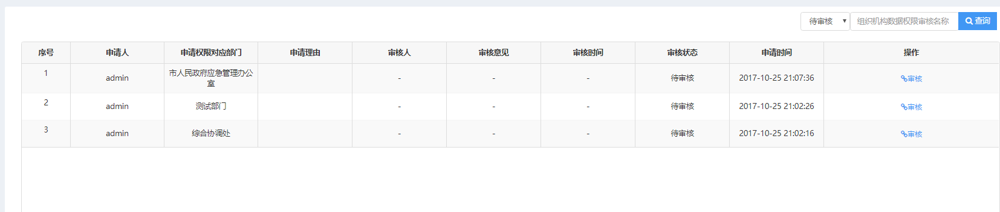 待审核 组织机构数据权限审核名称 查询
序号 申请人 申请权限对应部门 申请理由 审核人 审核意见 审核时间 审核状态 申请时间 操作
1 admin 市人民政府应急管理办公室 - - - 待审核 2017-10-25 21:07:36 审核
2 admin 测试部门 - - - 待审核 2017-10-25 21:02:26 审核
3 admin 综合协调处 - - - 待审核 2017-10-25 21:02:16 审核